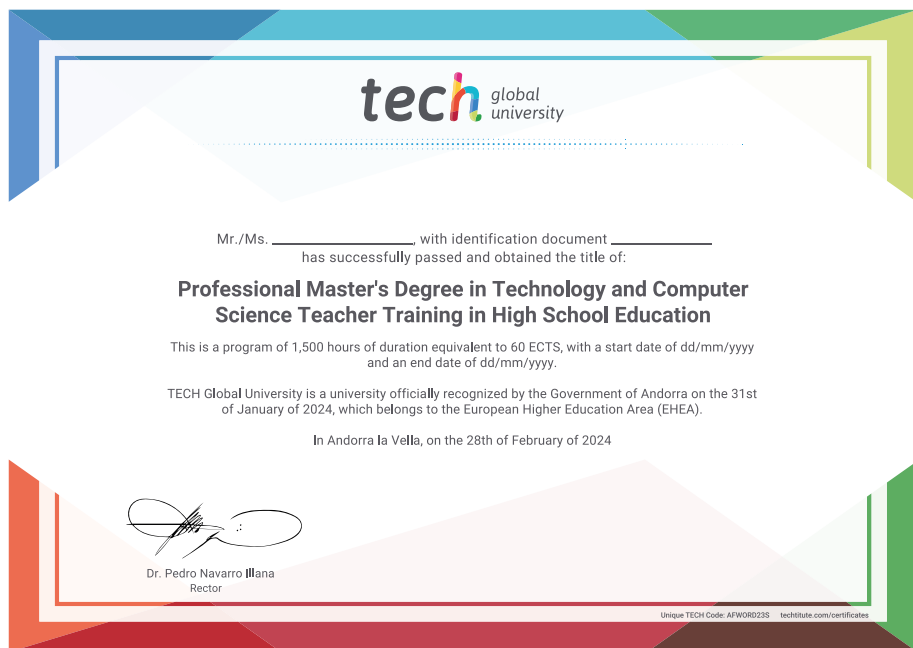 tech global university
Mr./Ms. ____________________, with identification document ______________
has successfully passed and obtained the title of:
Professional Master's Degree in Technology and Computer
Science Teacher Training in High School Education
This is a program of 1,500 hours of duration equivalent to 60 ECTS, with a start date of dd/mm/yyyy
and an end date of dd/mm/yyyy.
TECH Global University is a university officially recognized by the Government of Andorra on the 31st
of January of 2024, which belongs to the European Higher Education Area (EHEA).
In Andorra la Vella, on the 28th of February of 2024
Dr. Pedro Navarro Illana
Rector
Unique TECH Code: AFWORD23S techtitute.com/certificates